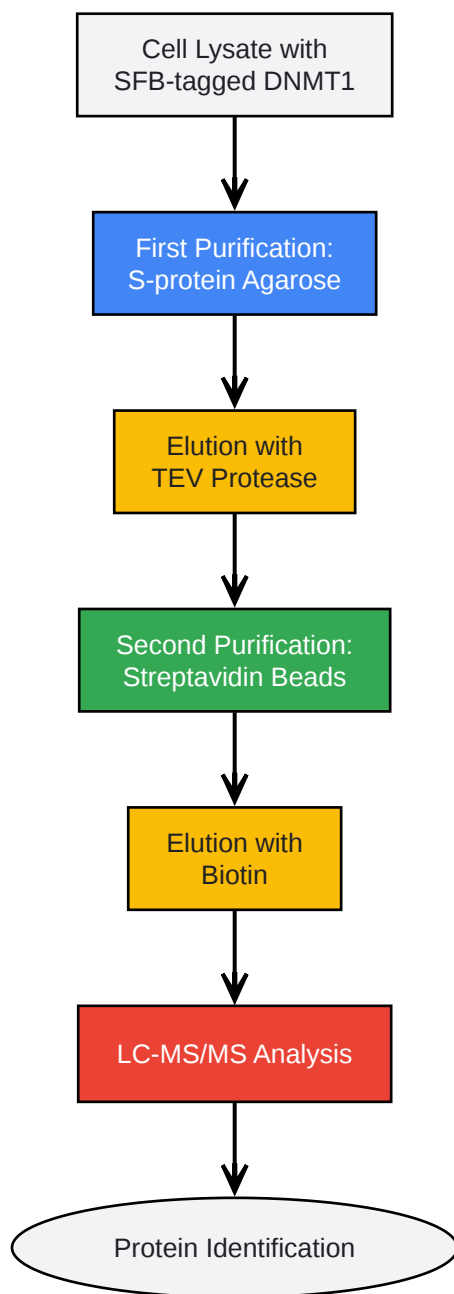 Cell Lysate with
SFB-tagged DNMT1
First Purification:
S-protein Agarose
Elution with
TEV Protease
Second Purification:
Streptavidin Beads
Elution with
Biotin
LC-MS/MS Analysis
Protein Identification